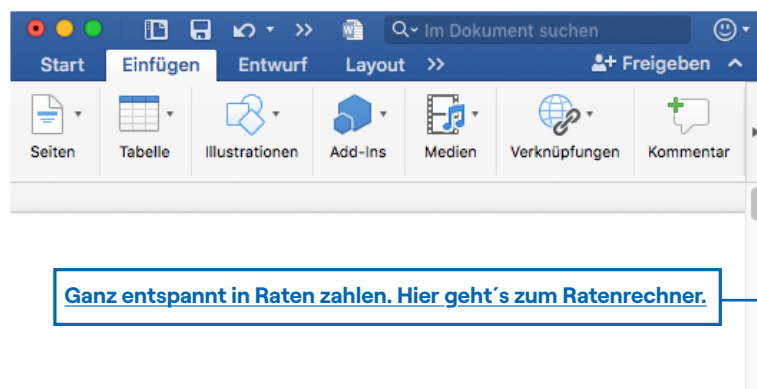 Im Dokument suchen
Start Einfügen Entwurf Layout >> Freigeben
Seiten Tabelle Illustrationen Add-Ins Medien Verknüpfungen Kommentar
Ganz entspannt in Raten zahlen. Hier geht´s zum Ratenrechner.